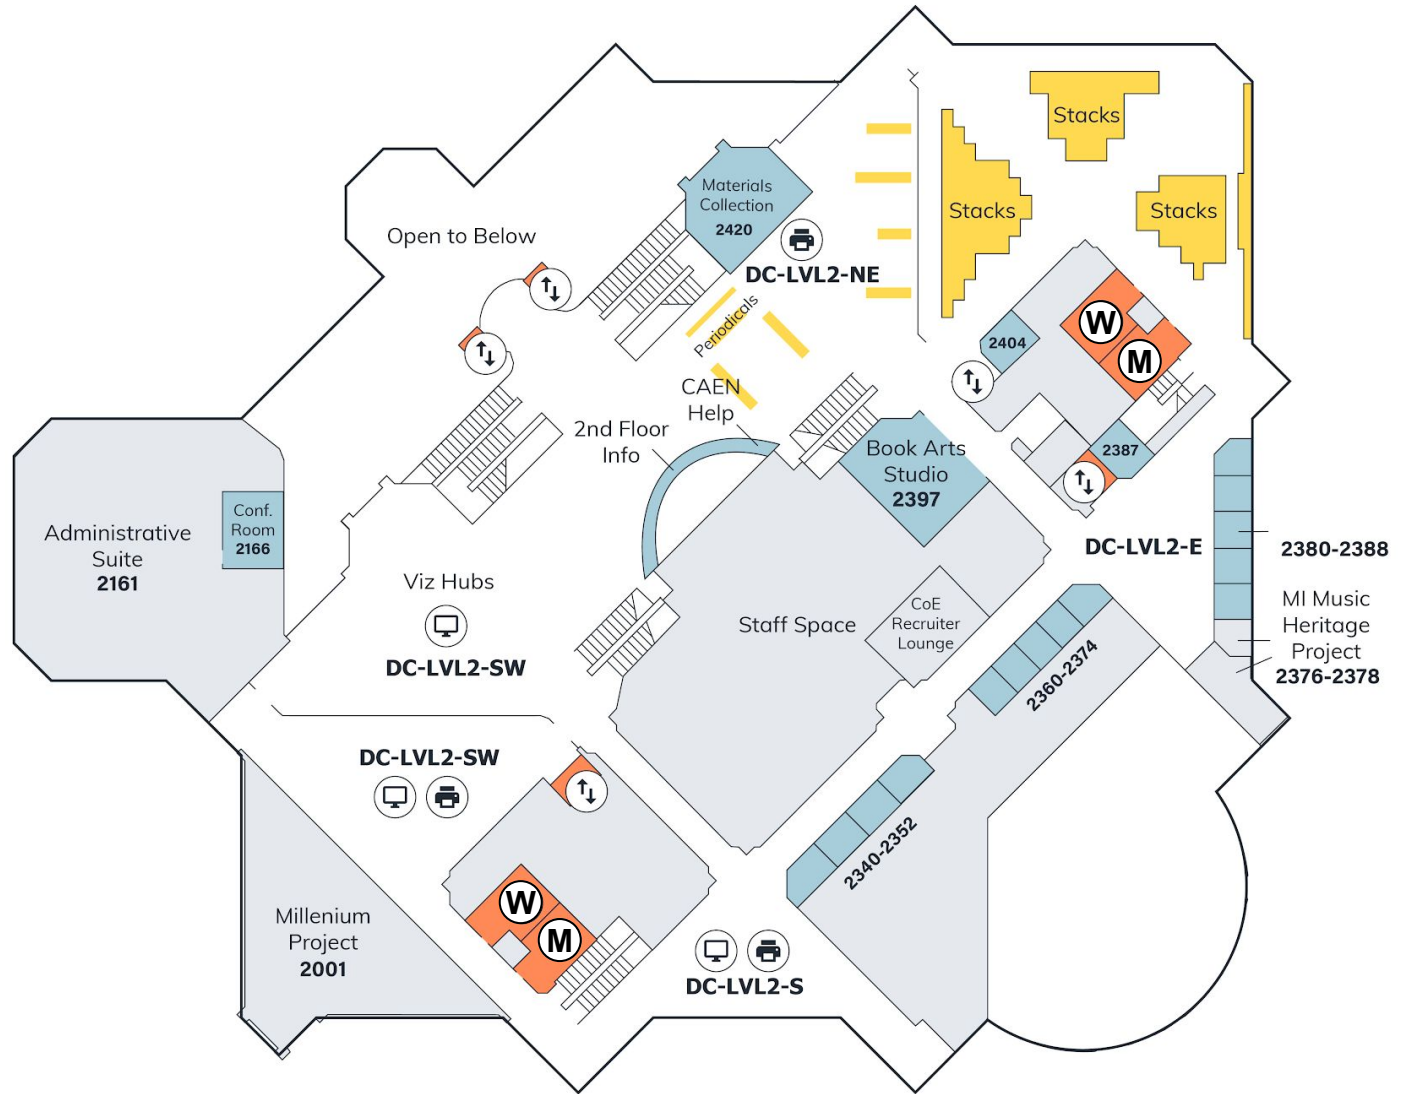 Stacks
Stacks
Stacks
Materials
Collection
2420
Open to Below
DC-LVL2-NE
Periodicals
W
M
2404
CAEN
Help
2nd Floor
Info
Book Arts
Studio
2397
2387
Conf.
Room
2166
Administrative
Suite
2161
DC-LVL2-E
2380-2388
Viz Hubs
DC-LVL2-SW
Staff Space
CoE
Recruiter
Lounge
MI Music
Heritage
Project
2376-2378
2360-2374
DC-LVL2-SW
2340-2352
W
M
Millenium
Project
2001
DC-LVL2-S